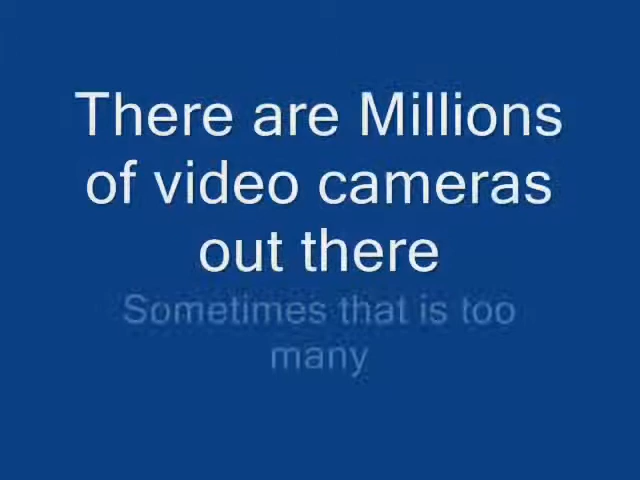 There are Millions
of video cameras
out there
Sometimes that is too
many